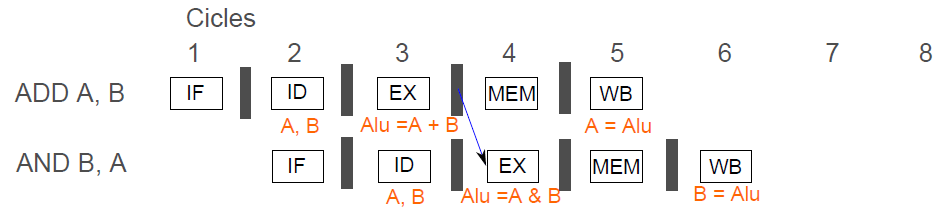 Cicles
1 2 3 4 5 6 7 8
ADD A, B IF ID EX MEM WB
A, B Alu =A + B A = Alu
AND B, A IF ID EX MEM WB
A, B Alu =A & B B = Alu